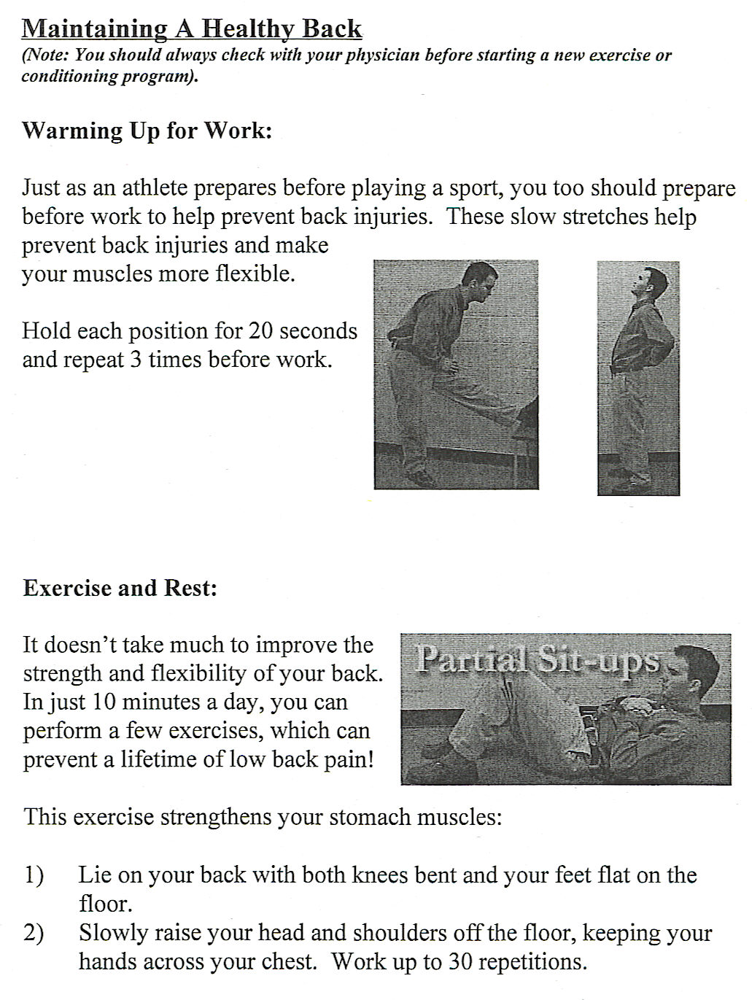 Maintaining A Healthy Back
(Note: You should always check with your physician before starting a new exercise or
conditioning program).
Warming Up for Work:
Just as an athlete prepares before playing a sport, you too should prepare
before work to help prevent back injuries.  These slow stretches help
prevent back injuries and make
your muscles more flexible.
Hold each position for 20 seconds
and repeat 3 times before work.
Exercise and Rest:
It doesn't take much to improve the
strength and flexibility of your back.
In just 10 minutes a day, you can
perform a few exercises, which can
prevent a lifetime of low back pain!
Partial Sit-ups
This exercise strengthens your stomach muscles:
1) Lie on your back with both knees bent and your feet flat on the
floor.
2) Slowly raise your head and shoulders off the floor, keeping your
hands across your chest.  Work up to 30 repetitions.